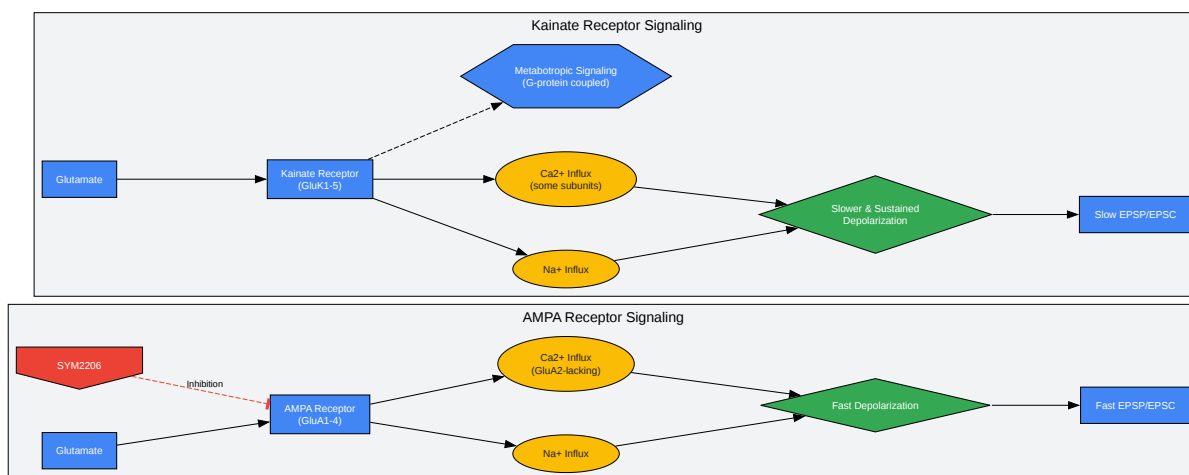 Kainate Receptor Signaling
Metabotropic Signaling
(G-protein coupled)
Glutamate
Kainate Receptor
(GluK1-5)
Ca2+ Influx
(some subunits)
Na+ Influx
Slower & Sustained
Depolarization
Slow EPSP/EPSC
AMPA Receptor Signaling
SYM2206
Inhibition
Glutamate
AMPA Receptor
(GluA1-4)
Ca2+ Influx
(GluA2-lacking)
Na+ Influx
Fast Depolarization
Fast EPSP/EPSC